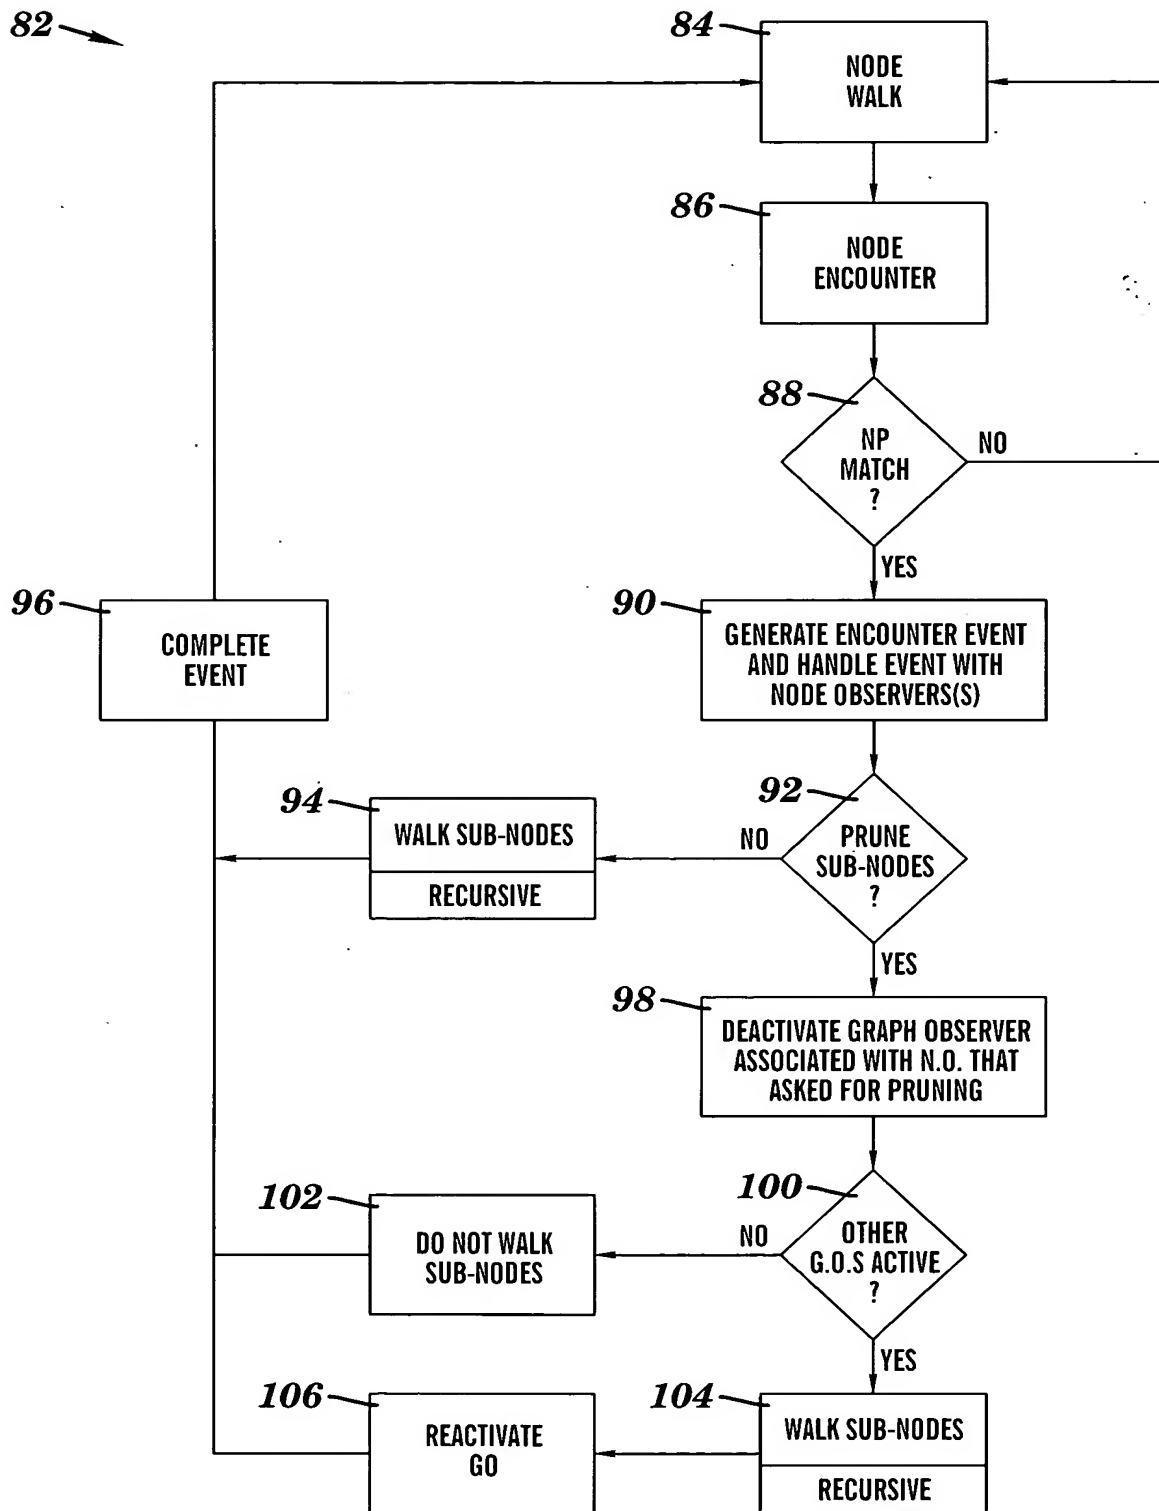 82
84
NODE
WALK
86
NODE
ENCOUNTER
88
NP
MATCH
?
NO
YES
96
COMPLETE
EVENT
90
GENERATE ENCOUNTER EVENT
AND HANDLE EVENT WITH
NODE OBSERVERS(S)
94
WALK SUB-NODES
RECURSIVE
NO
92
PRUNE
SUB-NODES
?
YES
98
DEACTIVATE GRAPH OBSERVER
ASSOCIATED WITH N.O. THAT
ASKED FOR PRUNING
102
DO NOT WALK
SUB-NODES
NO
100
OTHER
G.O.S ACTIVE
?
YES
106
REACTIVATE
GO
104
WALK SUB-NODES
RECURSIVE